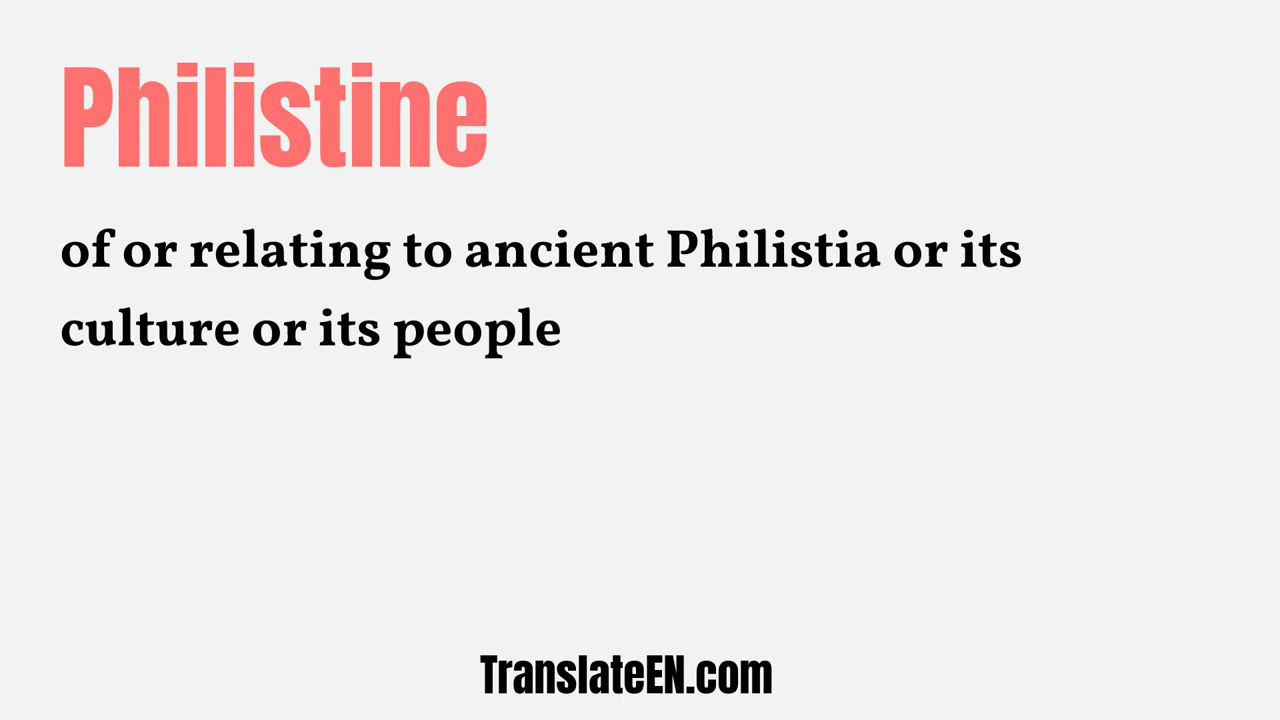 Philistine
of or relating to ancient Philistia or its
culture or its people
TranslateEN.com